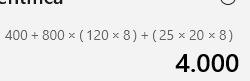 400 + 800 × ( 120 × 8 ) + ( 25 × 20 × 8 )
4.000